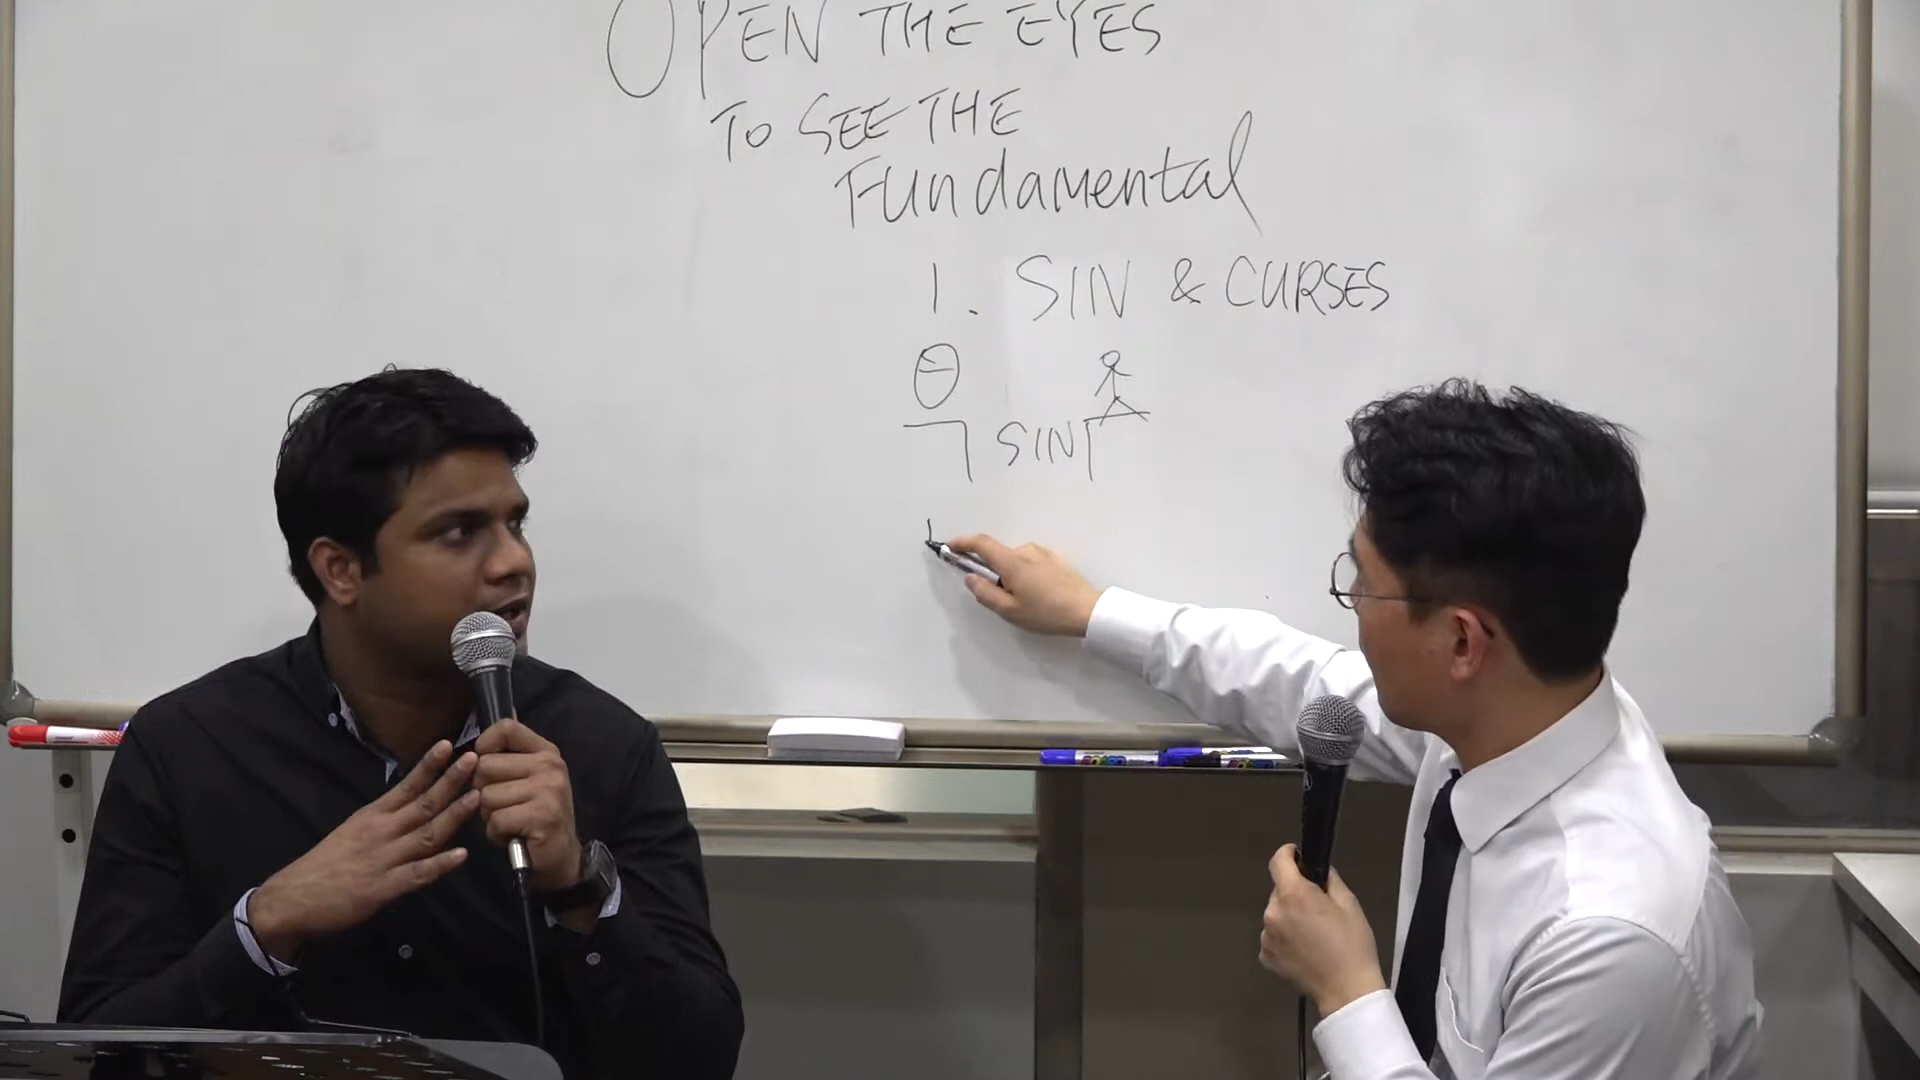 OPEN THE EYES
TO SEE THE
FUndamental
1. SIN & CURSES
SIN